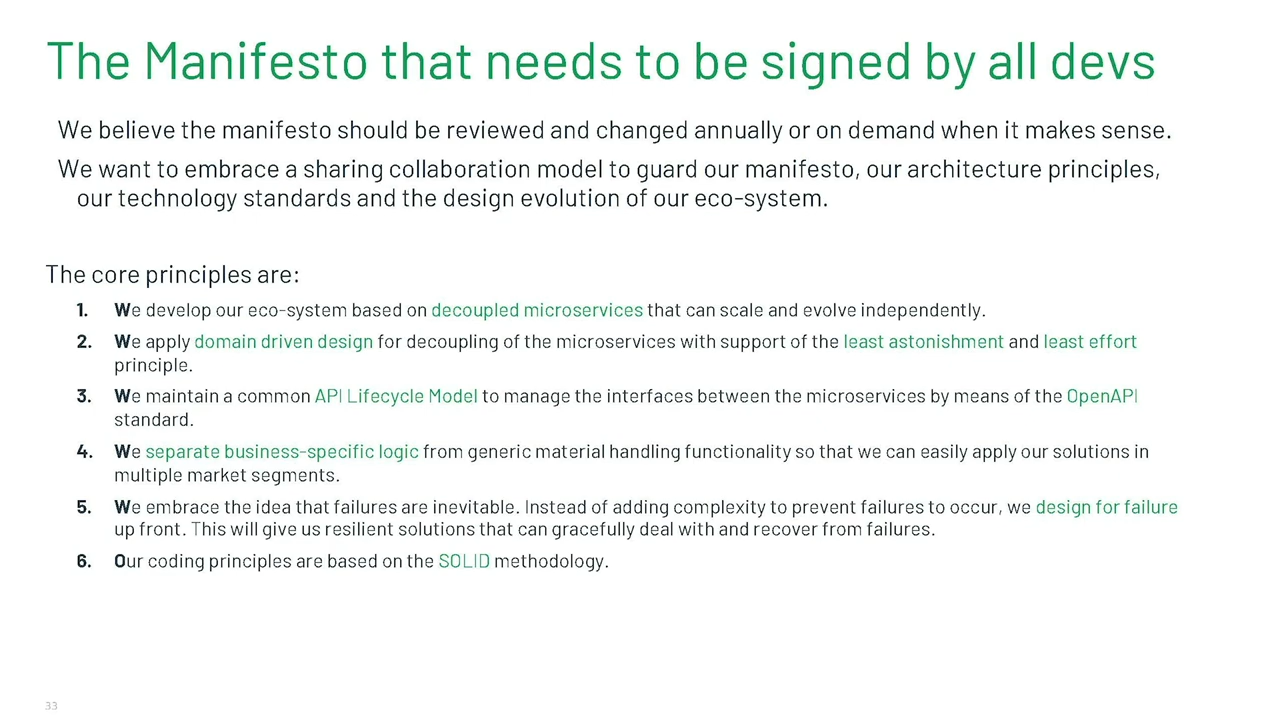 The Manifesto that needs to be signed by all devs
We believe the manifesto should be reviewed and changed annually or on demand when it makes sense.
We want to embrace a sharing collaboration model to guard our manifesto, our architecture principles,
our technology standards and the design evolution of our eco-system.
The core principles are:
1. We develop our eco-system based on decoupled microservices that can scale and evolve independently.
2. We apply domain driven design for decoupling of the microservices with support of the least astonishment and least effort
principle.
3. We maintain a common API Lifecycle Model to manage the interfaces between the microservices by means of the OpenAPI
standard.
4. We separate business-specific logic from generic material handling functionality so that we can easily apply our solutions in
multiple market segments.
5. We embrace the idea that failures are inevitable. Instead of adding complexity to prevent failures to occur, we design for failure
up front. This will give us resilient solutions that can gracefully deal with and recover from failures.
6. Our coding principles are based on the SOLID methodology.
33